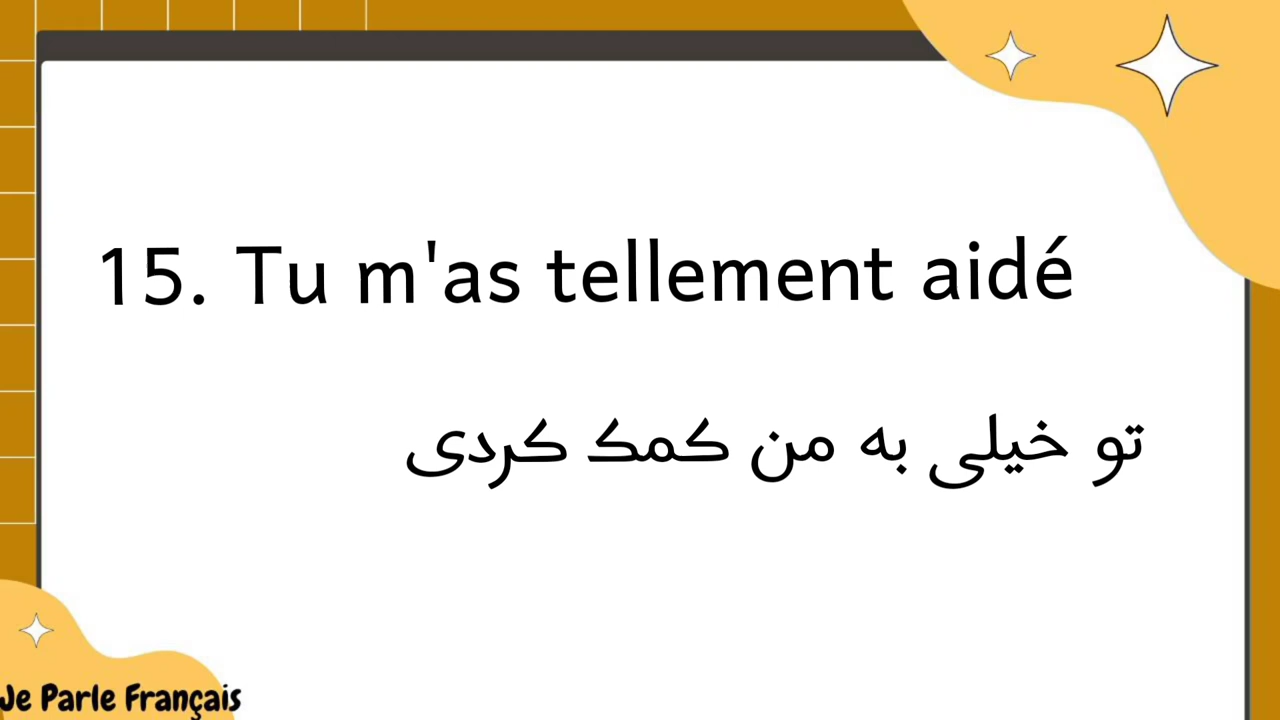 15. Tu m'as tellement aidé
تو خیلی به من کمک کردی
Je Parle Français